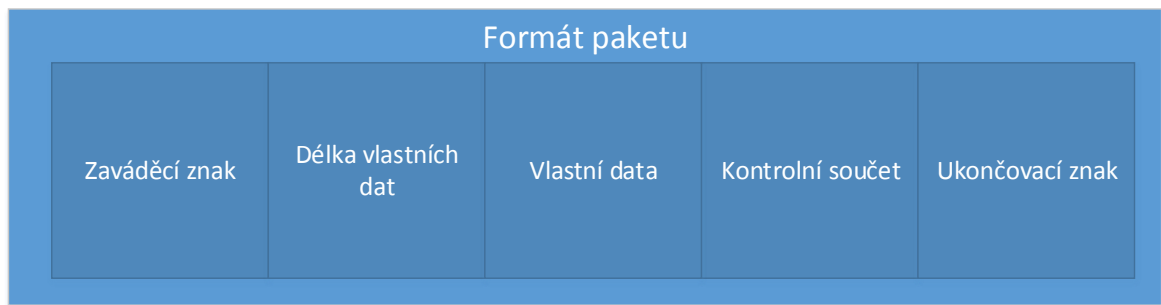 Formát paketu
Zaváděcí znak
Délka vlastních
dat
Vlastní data
Kontrolní součet
Ukončovací znak